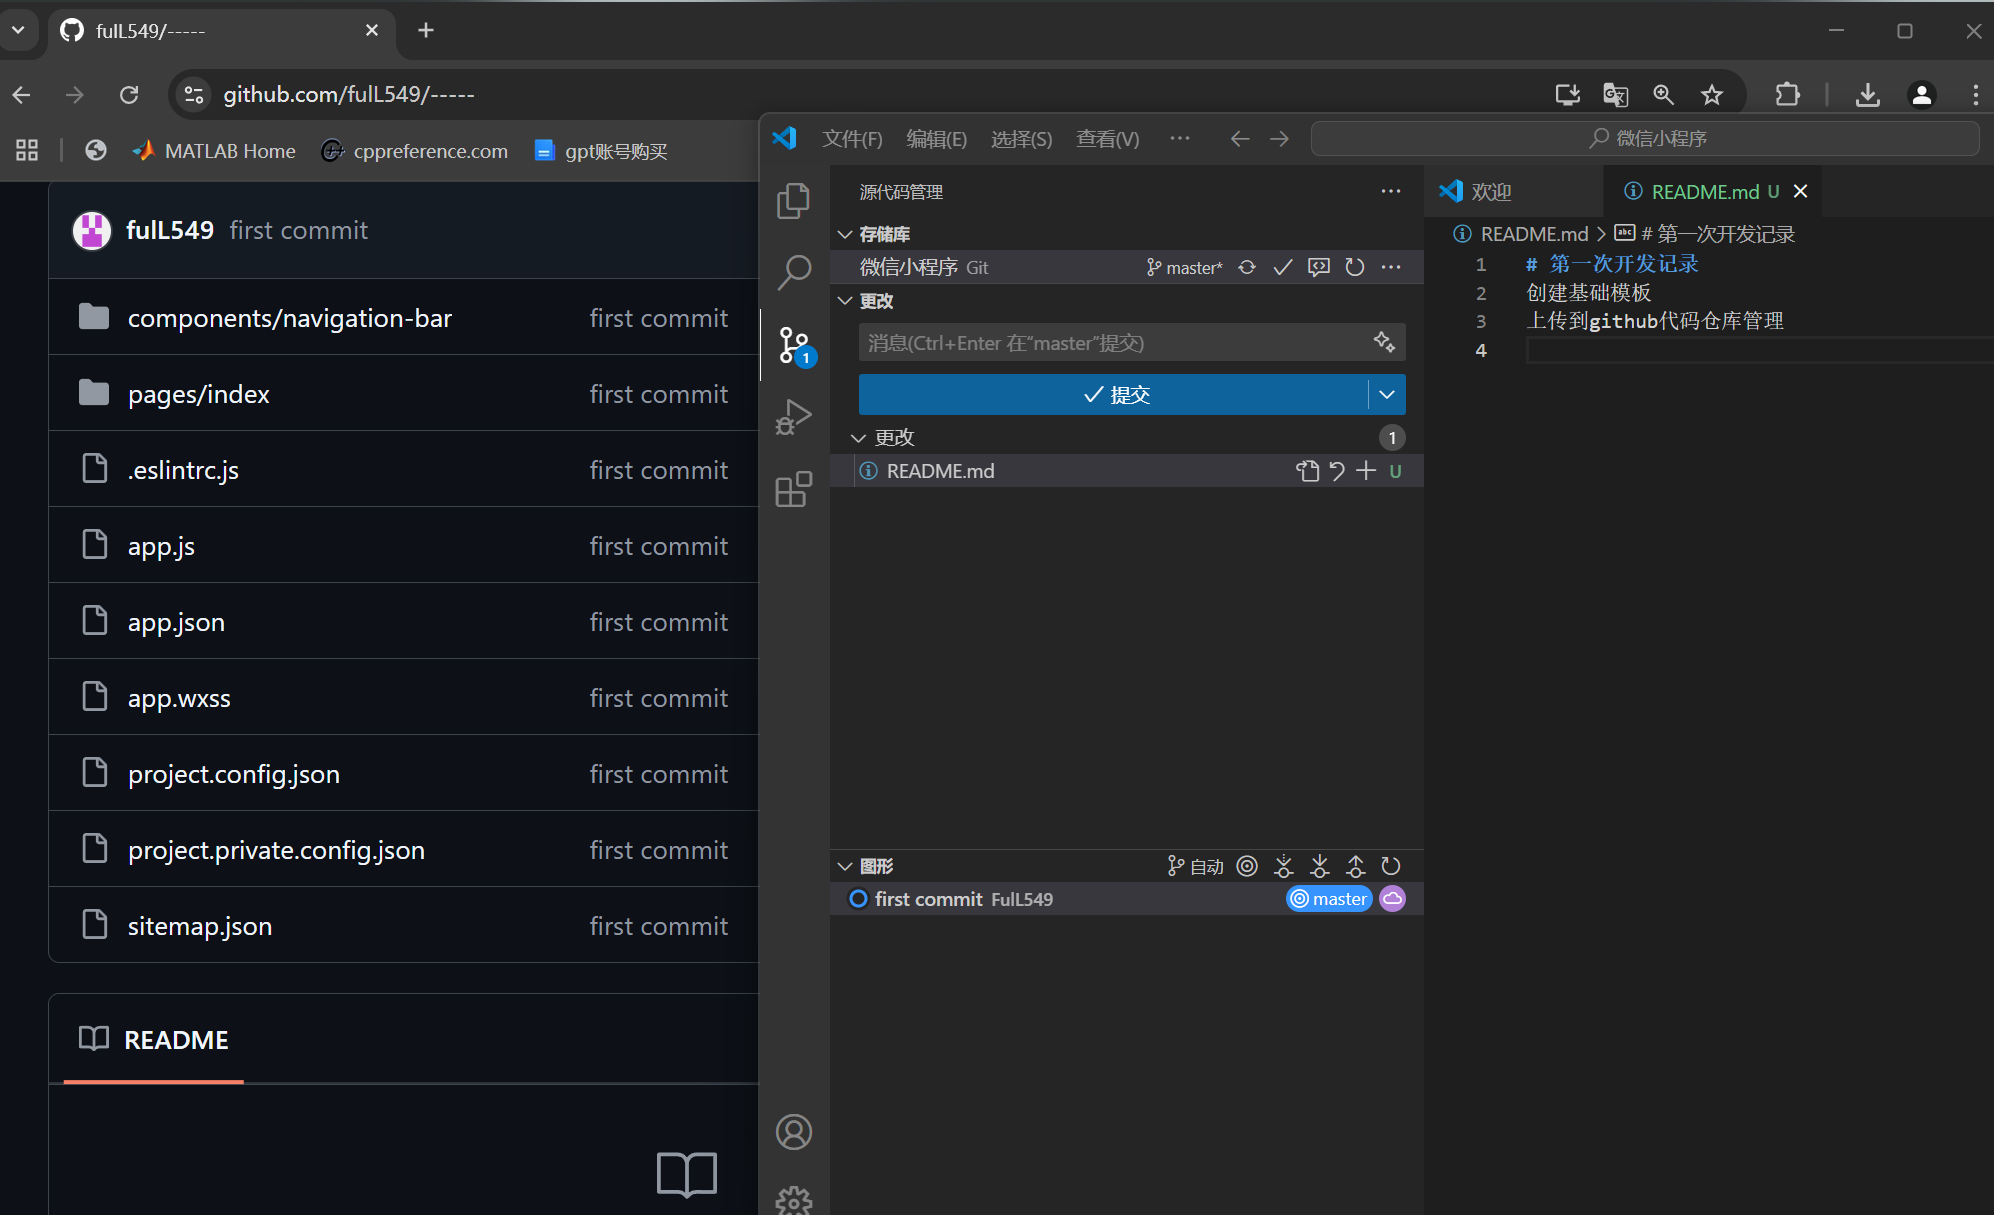 fulL549/-----
github.com/fulL549/-----
MATLAB Home
cppreference.com
gpt账号购买
fulL549 first commit
components/navigation-bar first commit
pages/index first commit
.eslintrc.js first commit
app.js first commit
app.json first commit
app.wxss first commit
project.config.json first commit
project.private.config.json first commit
sitemap.json first commit
README
文件(F) 编辑(E) 选择(S) 查看(V) ···
微信小程序
源代码管理
存储库
微信小程序 Git master*
更改
消息(Ctrl+Enter 在“master”提交)
提交
更改 1
README.md U
1
图形 自动
first commit FulL549 master
欢迎 README.md U
README.md > # 第一次开发记录
1 # 第一次开发记录
2 创建基础模板
3 上传到github代码仓库管理
4